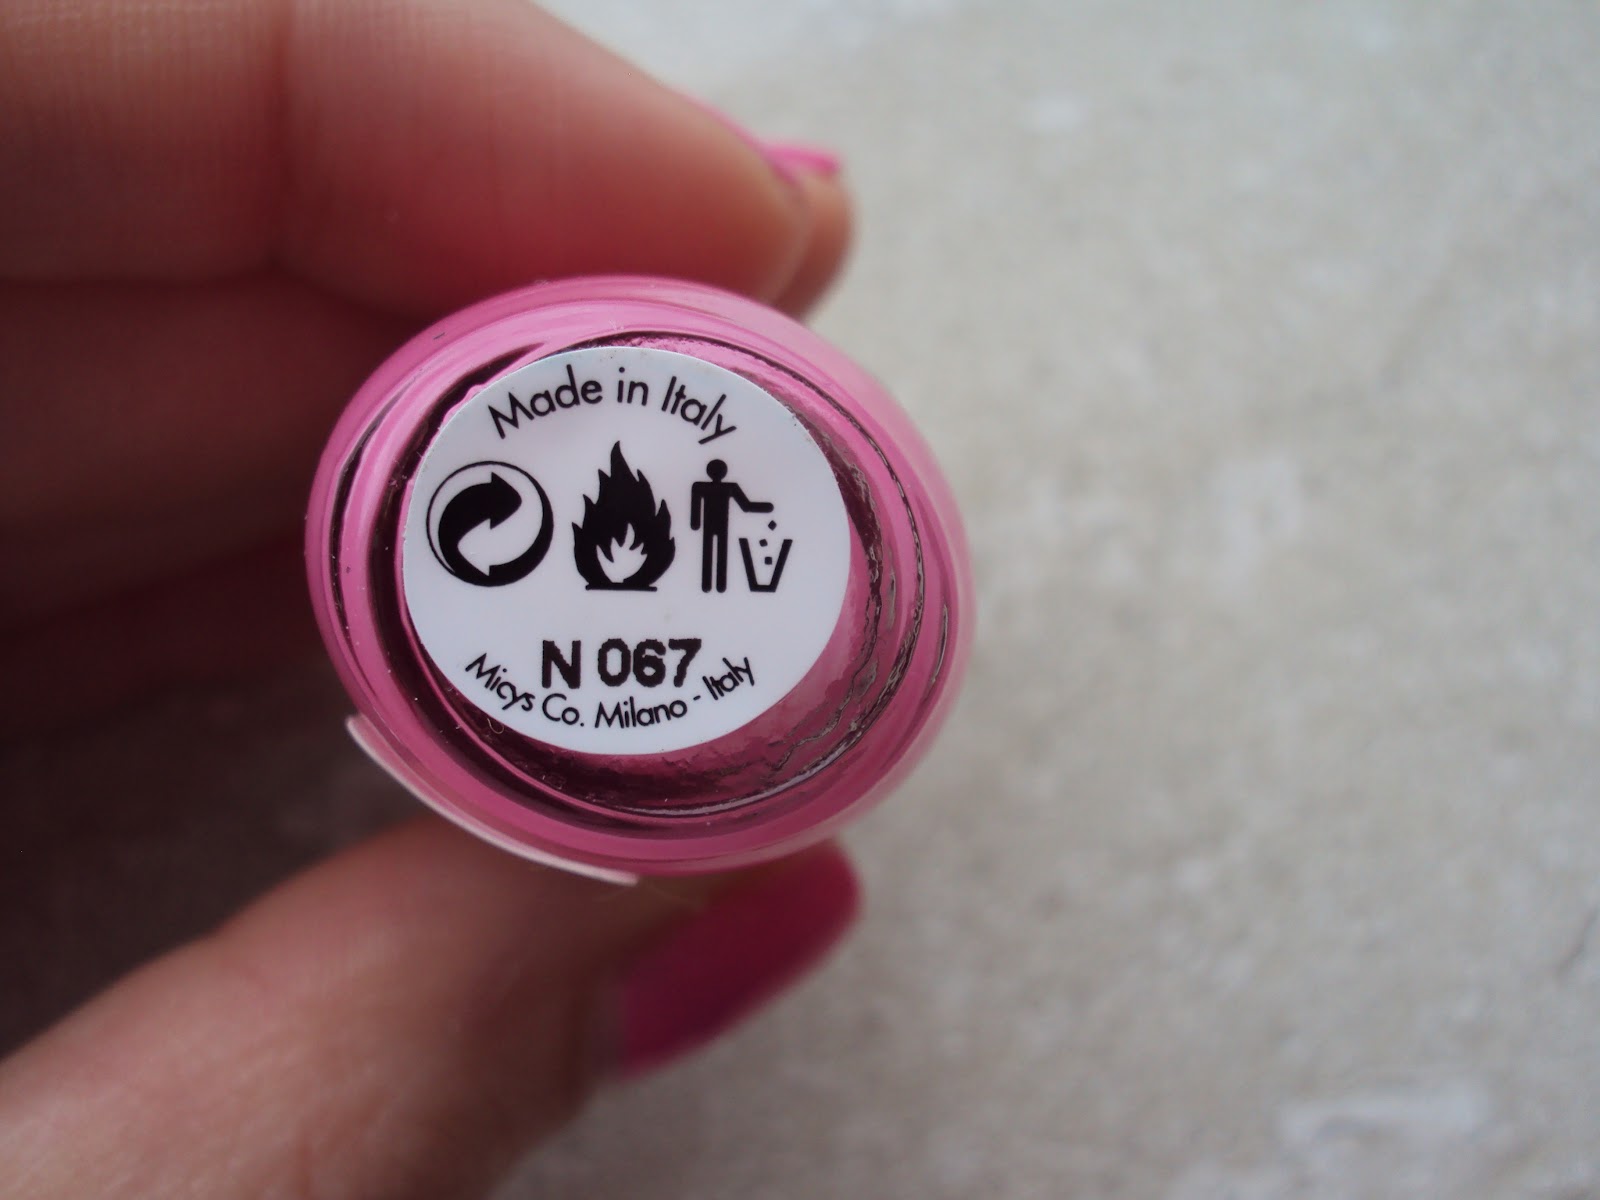 Made in Italy
N 067
Micys Co. Milano - Italy